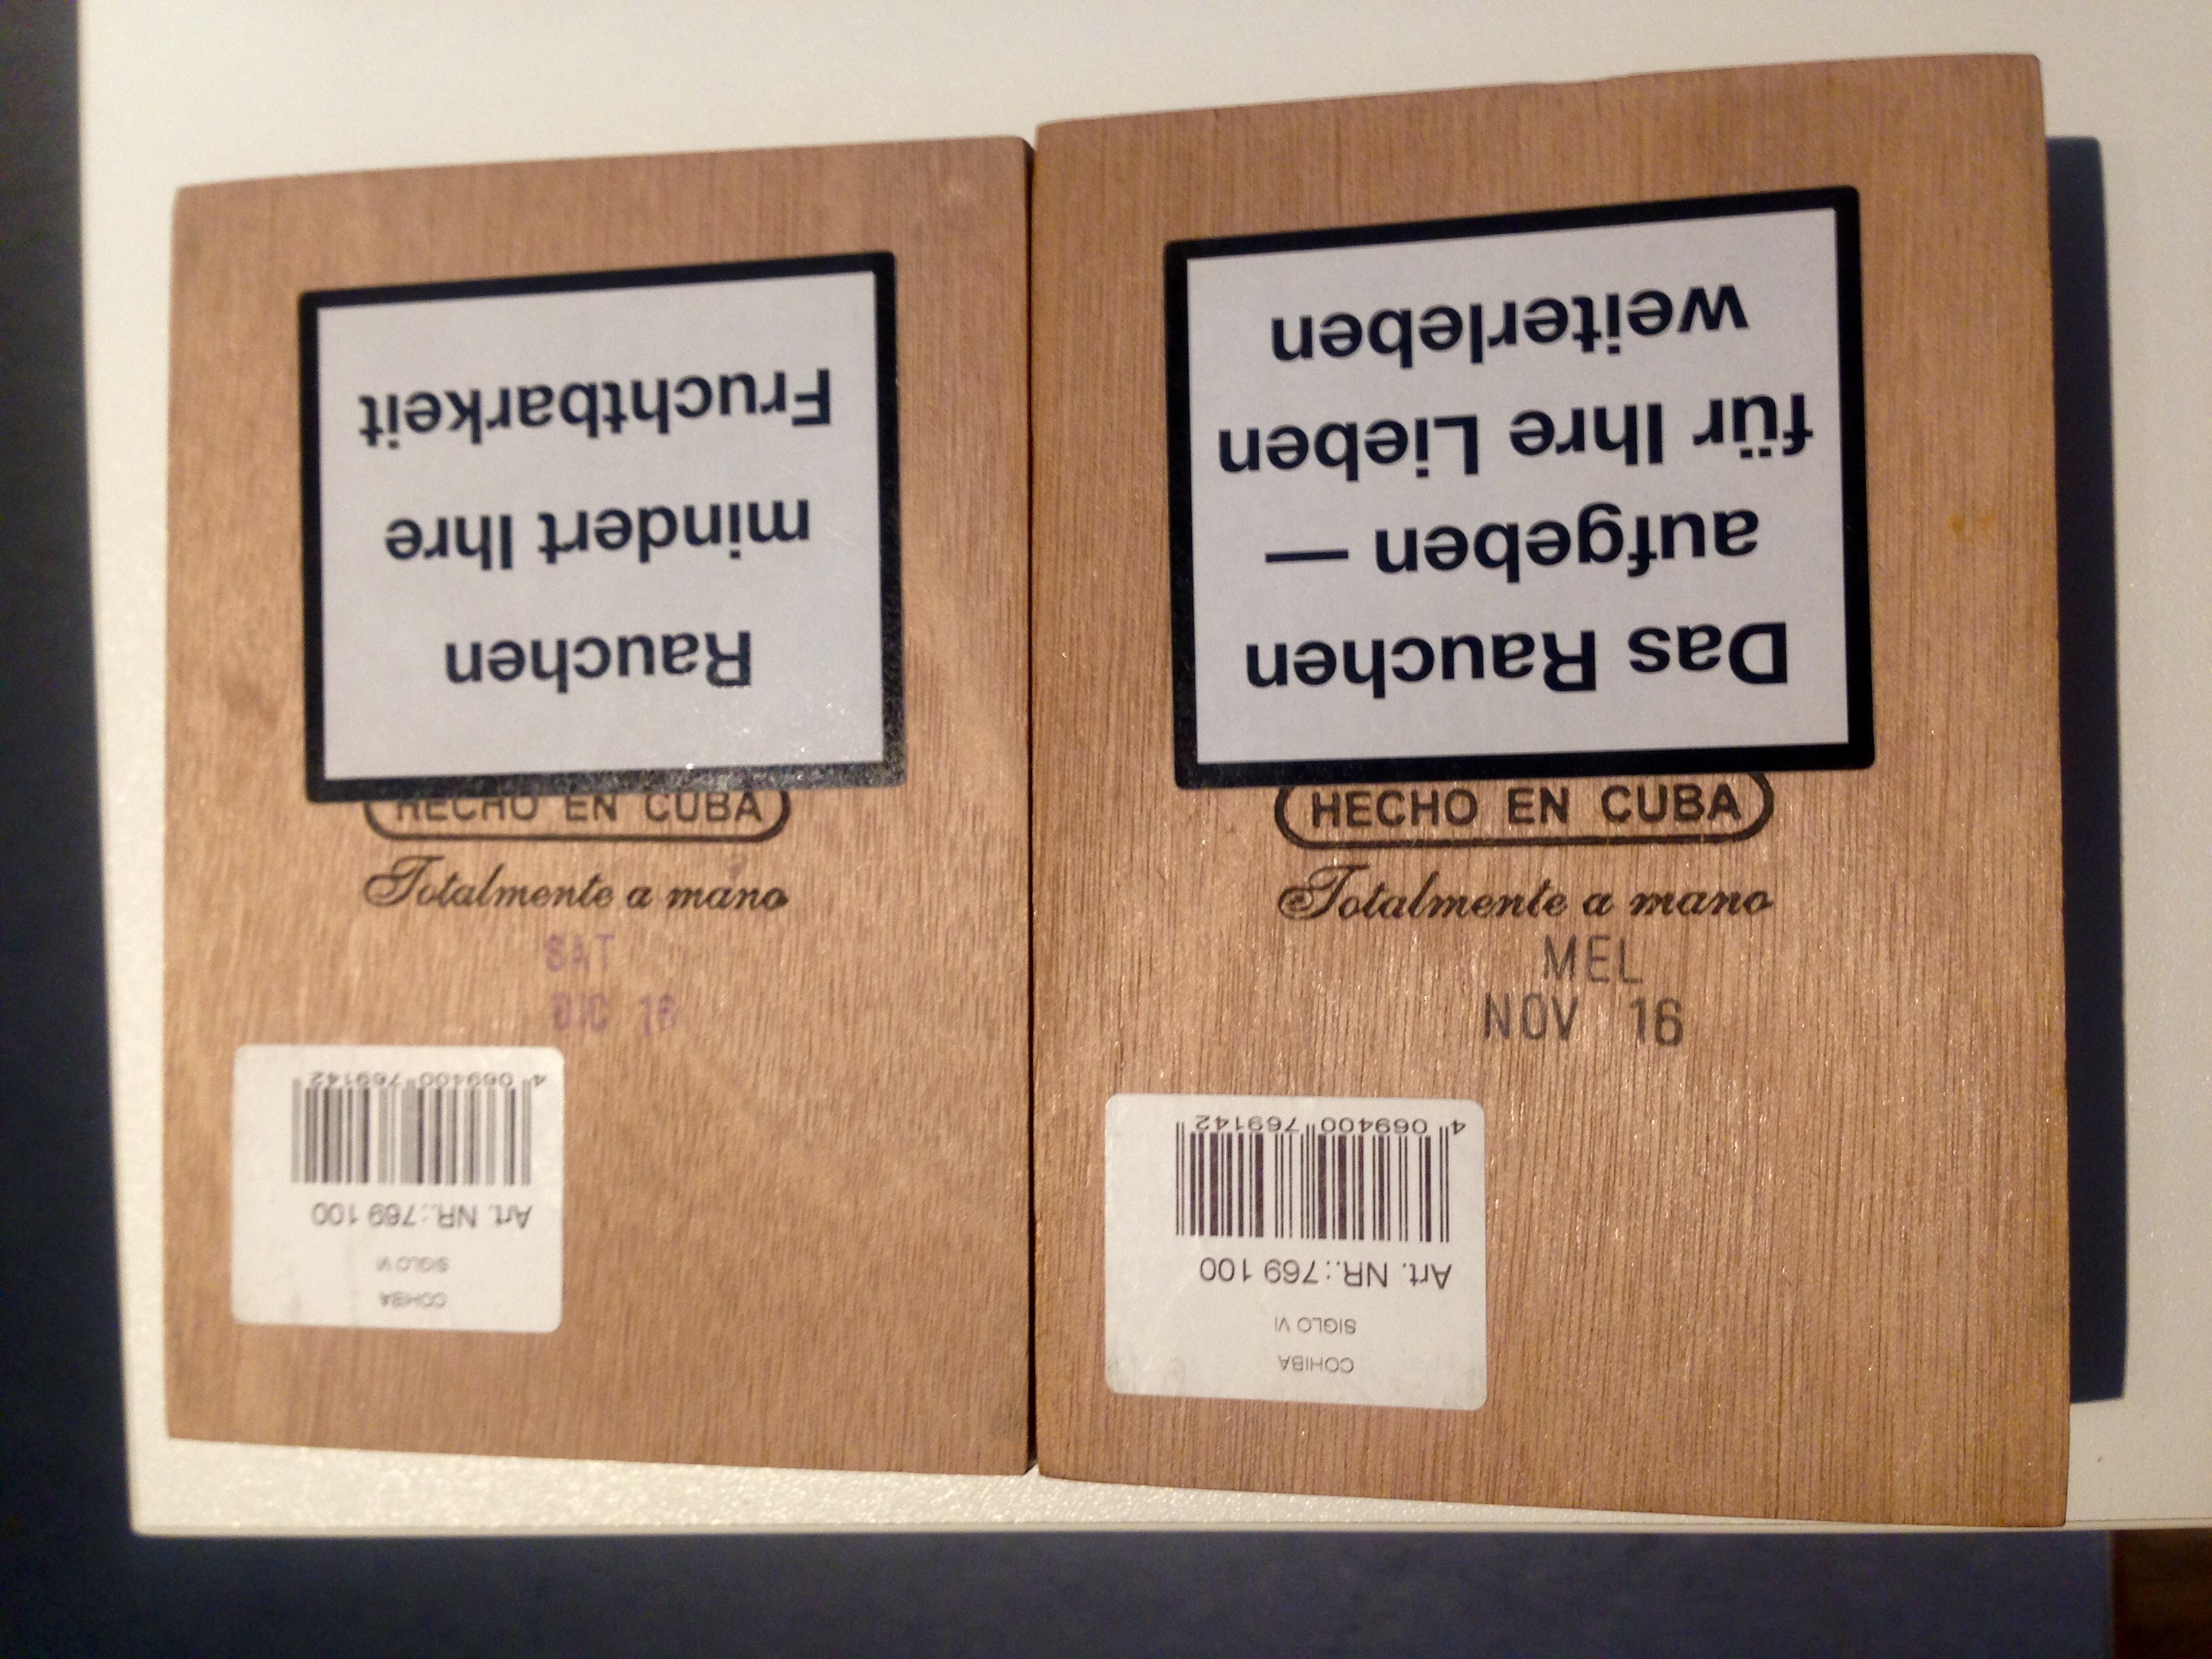 Rauchen
mindert Ihre
Fruchtbarkeit
HECHO EN CUBA
Totalmente a mano
SAT
DIC 16
4 069400 769142
Art. NR.:769 100
SIGLO VI
COHIBA
Das Rauchen
aufgeben —
für Ihre Lieben
weiterleben
HECHO EN CUBA
Totalmente a mano
MEL
NOV 16
4 069400 769142
Art. NR.:769 100
SIGLO VI
COHIBA